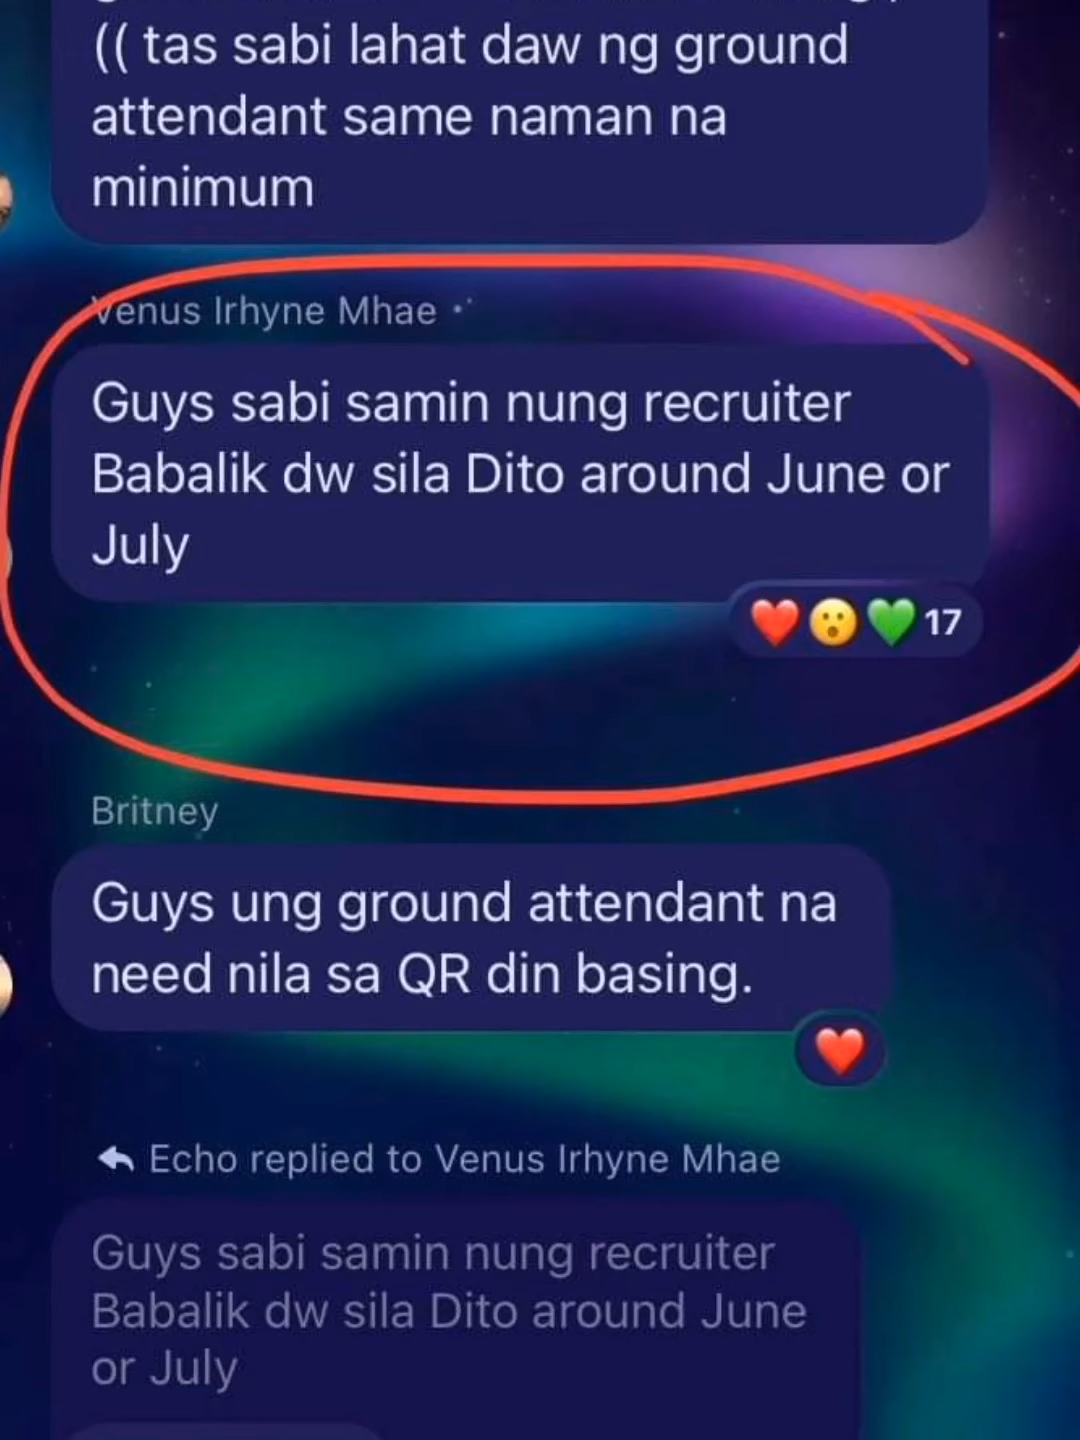 (( tas sabi lahat daw ng ground
attendant same naman na
minimum
Venus Irhyne Mhae
Guys sabi samin nung recruiter
Babalik dw sila Dito around June or
July
❤️😮💚 17
Britney
Guys ung ground attendant na
need nila sa QR din basing.
❤️
Echo replied to Venus Irhyne Mhae
Guys sabi samin nung recruiter
Babalik dw sila Dito around June
or July